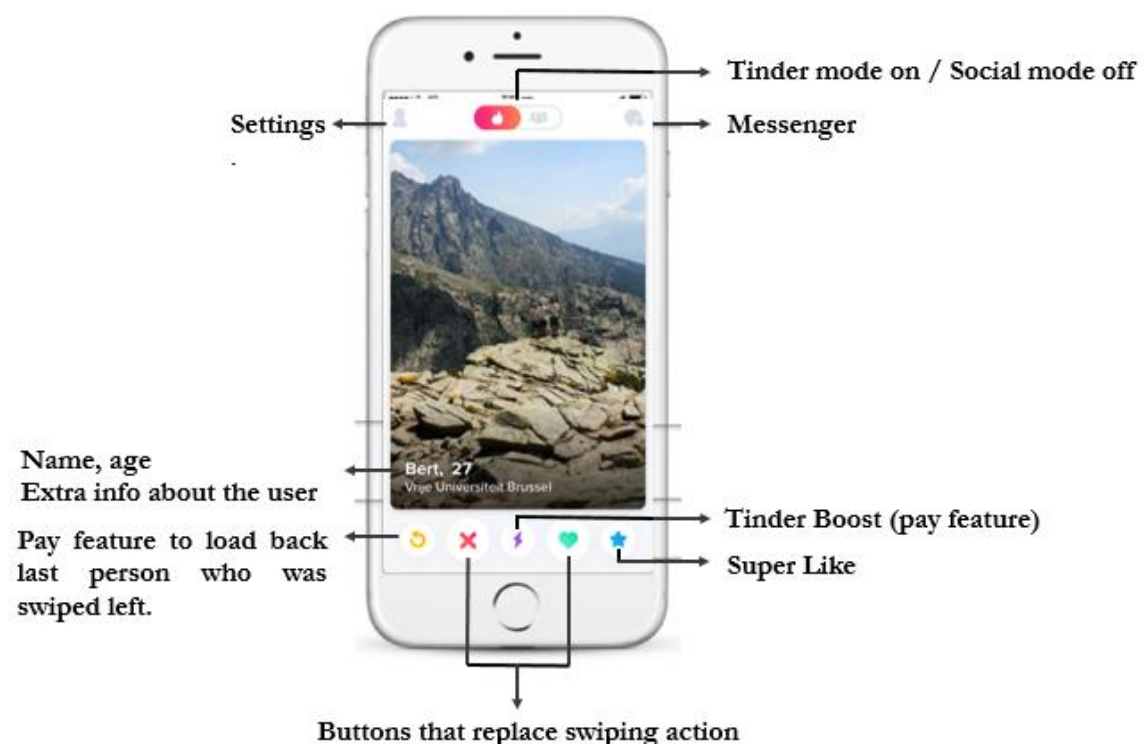 Tinder mode on / Social mode off
Settings
Messenger
Bert, 27
Vrije Universiteit Brussel
Name, age
Extra info about the user
Pay feature to load back
last person who was
swiped left.
Tinder Boost (pay feature)
Super Like
Buttons that replace swiping action